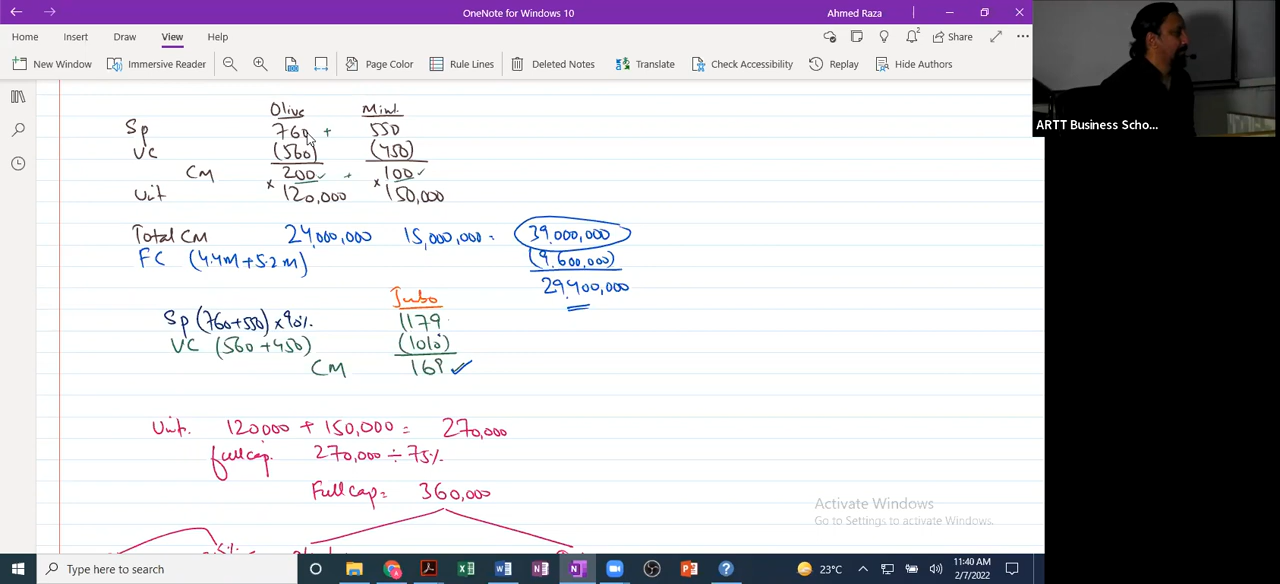 OneNote for Windows 10
Ahmed Raza
Home Insert Draw View Help
Share
New Window Immersive Reader Page Color Rule Lines Deleted Notes Translate Check Accessibility Replay Hide Authors
ARTT Business Scho...
Olive Mint
Sp 760 + 550
VC (560) (450)
CM 200 + 100
Unit × 120,000 × 150,000
Total CM 24,000,000 15,000,000 = 39,000,000
FC (4.4m + 5.2m) (9,600,000)
29,400,000
Jubo
Sp (760+550) × 90% 1179
VC (560 + 450) (1010)
CM 169
Unit. 120000 + 150,000 = 270,000
full cap. 270,000 ÷ 75%
Full cap = 360,000
Activate Windows
Go to Settings to activate Windows.
Type here to search
23°C
11:40 AM
2/7/2022